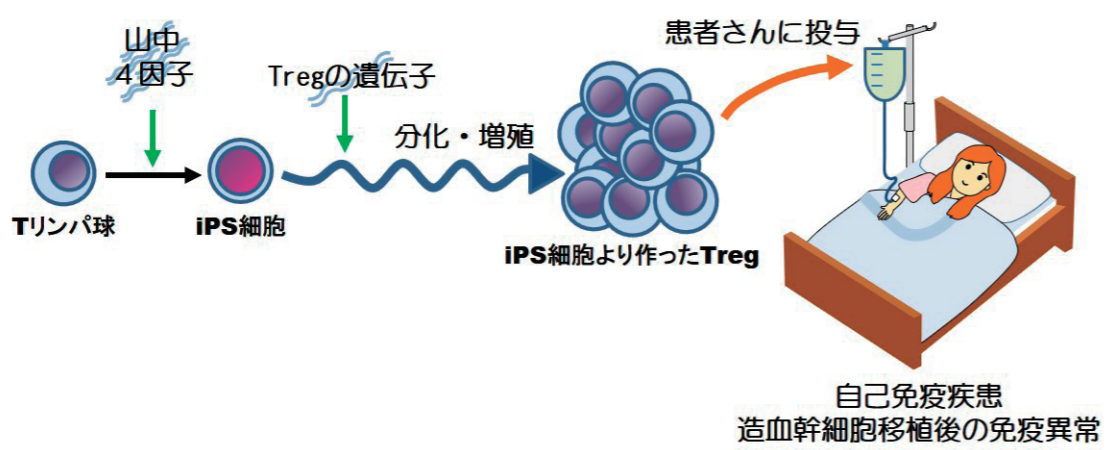 山中
４因子
Tregの遺伝子
患者さんに投与
分化・増殖
Tリンパ球
iPS細胞
iPS細胞より作ったTreg
自己免疫疾患
造血幹細胞移植後の免疫異常